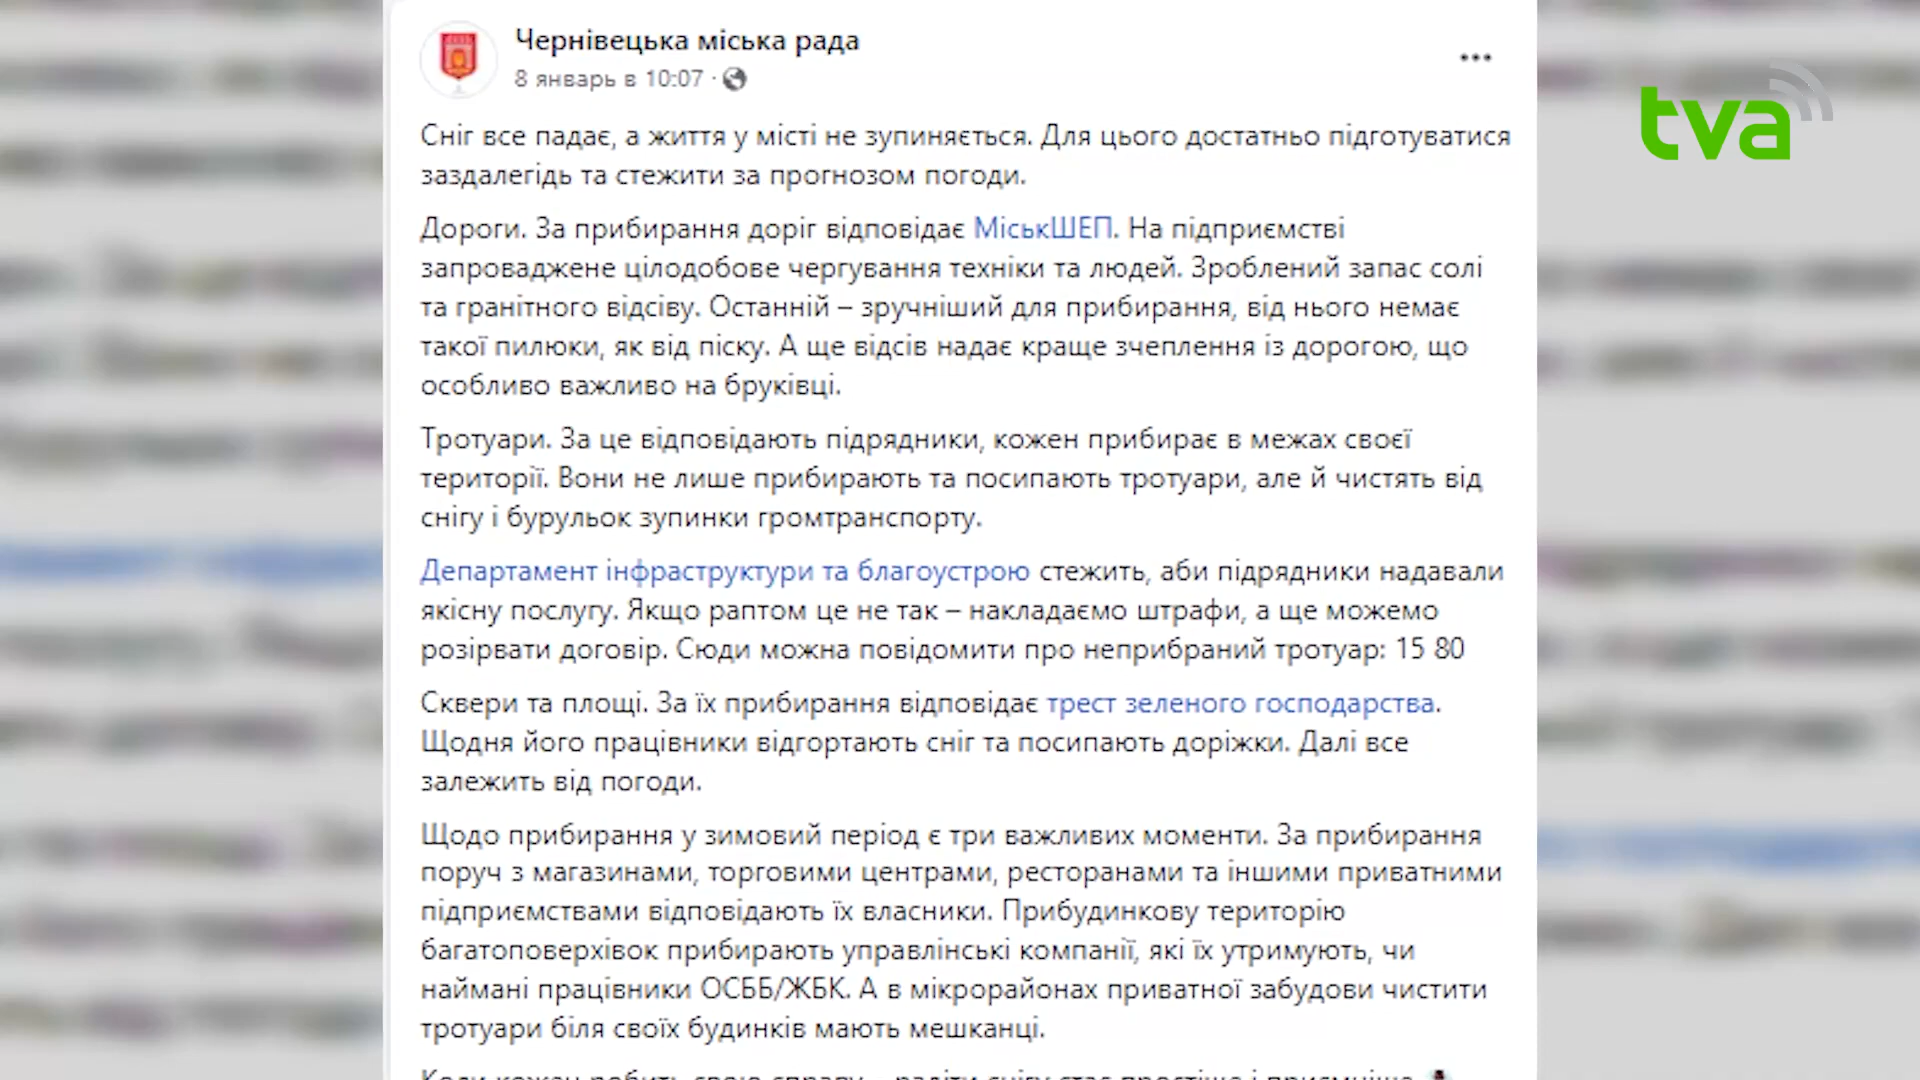 Чернівецька міська рада
8 январь в 10:07 ·
tva
Сніг все падає, а життя у місті не зупиняється. Для цього достатньо підготуватися
заздалегідь та стежити за прогнозом погоди.
Дороги. За прибирання доріг відповідає МіськШЕП. На підприємстві
запроваджене цілодобове чергування техніки та людей. Зроблений запас солі
та гранітного відсіву. Останній – зручніший для прибирання, від нього немає
такої пилюки, як від піску. А ще відсів надає краще зчеплення із дорогою, що
особливо важливо на бруківці.
Тротуари. За це відповідають підрядники, кожен прибирає в межах своєї
території. Вони не лише прибирають та посипають тротуари, але й чистять від
снігу і бурульок зупинки громтранспорту.
Департамент інфраструктури та благоустрою стежить, аби підрядники надавали
якісну послугу. Якщо раптом це не так – накладаємо штрафи, а ще можемо
розірвати договір. Сюди можна повідомити про неприбраний тротуар: 15 80
Сквери та площі. За їх прибирання відповідає трест зеленого господарства.
Щодня його працівники відгортають сніг та посипають доріжки. Далі все
залежить від погоди.
Щодо прибирання у зимовий період є три важливих моменти. За прибирання
поруч з магазинами, торговими центрами, ресторанами та іншими приватними
підприємствами відповідають їх власники. Прибудинкову територію
багатоповерхівок прибирають управлінські компанії, які їх утримують, чи
наймані працівники ОСББ/ЖБК. А в мікрорайонах приватної забудови чистити
тротуари біля своїх будинків мають мешканці.
Коли кожен робить свою справу – радіти снігу стає простіше і приємніше